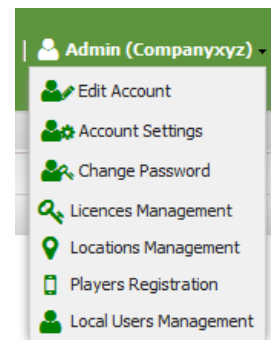 | Admin (Companyxyz)
Edit Account
Account Settings
Change Password
Licences Management
Locations Management
Players Registration
Local Users Management